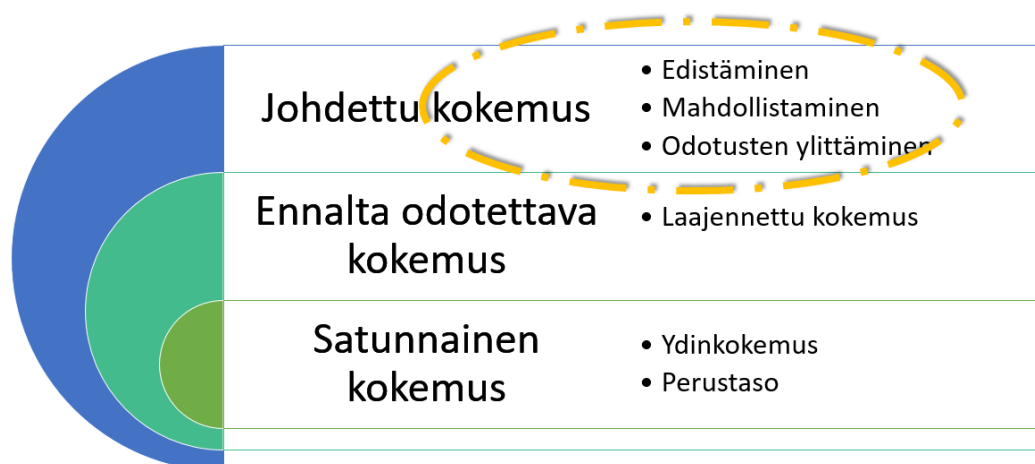 Johdettu kokemus
• Edistäminen
• Mahdollistaminen
• Odotusten ylittäminen
Ennalta odotettava
kokemus
• Laajennettu kokemus
Satunnainen
kokemus
• Ydinkokemus
• Perustaso